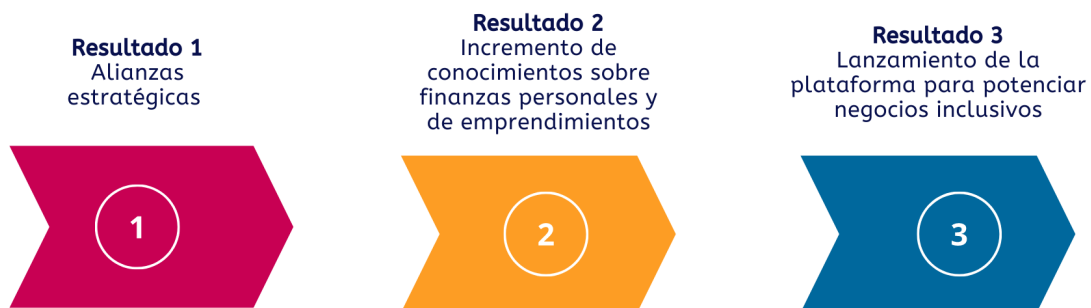 Resultado 1
Alianzas
estratégicas
1
Resultado 2
Incremento de
conocimientos sobre
finanzas personales y
de emprendimientos
2
Resultado 3
Lanzamiento de la
plataforma para potenciar
negocios inclusivos
3